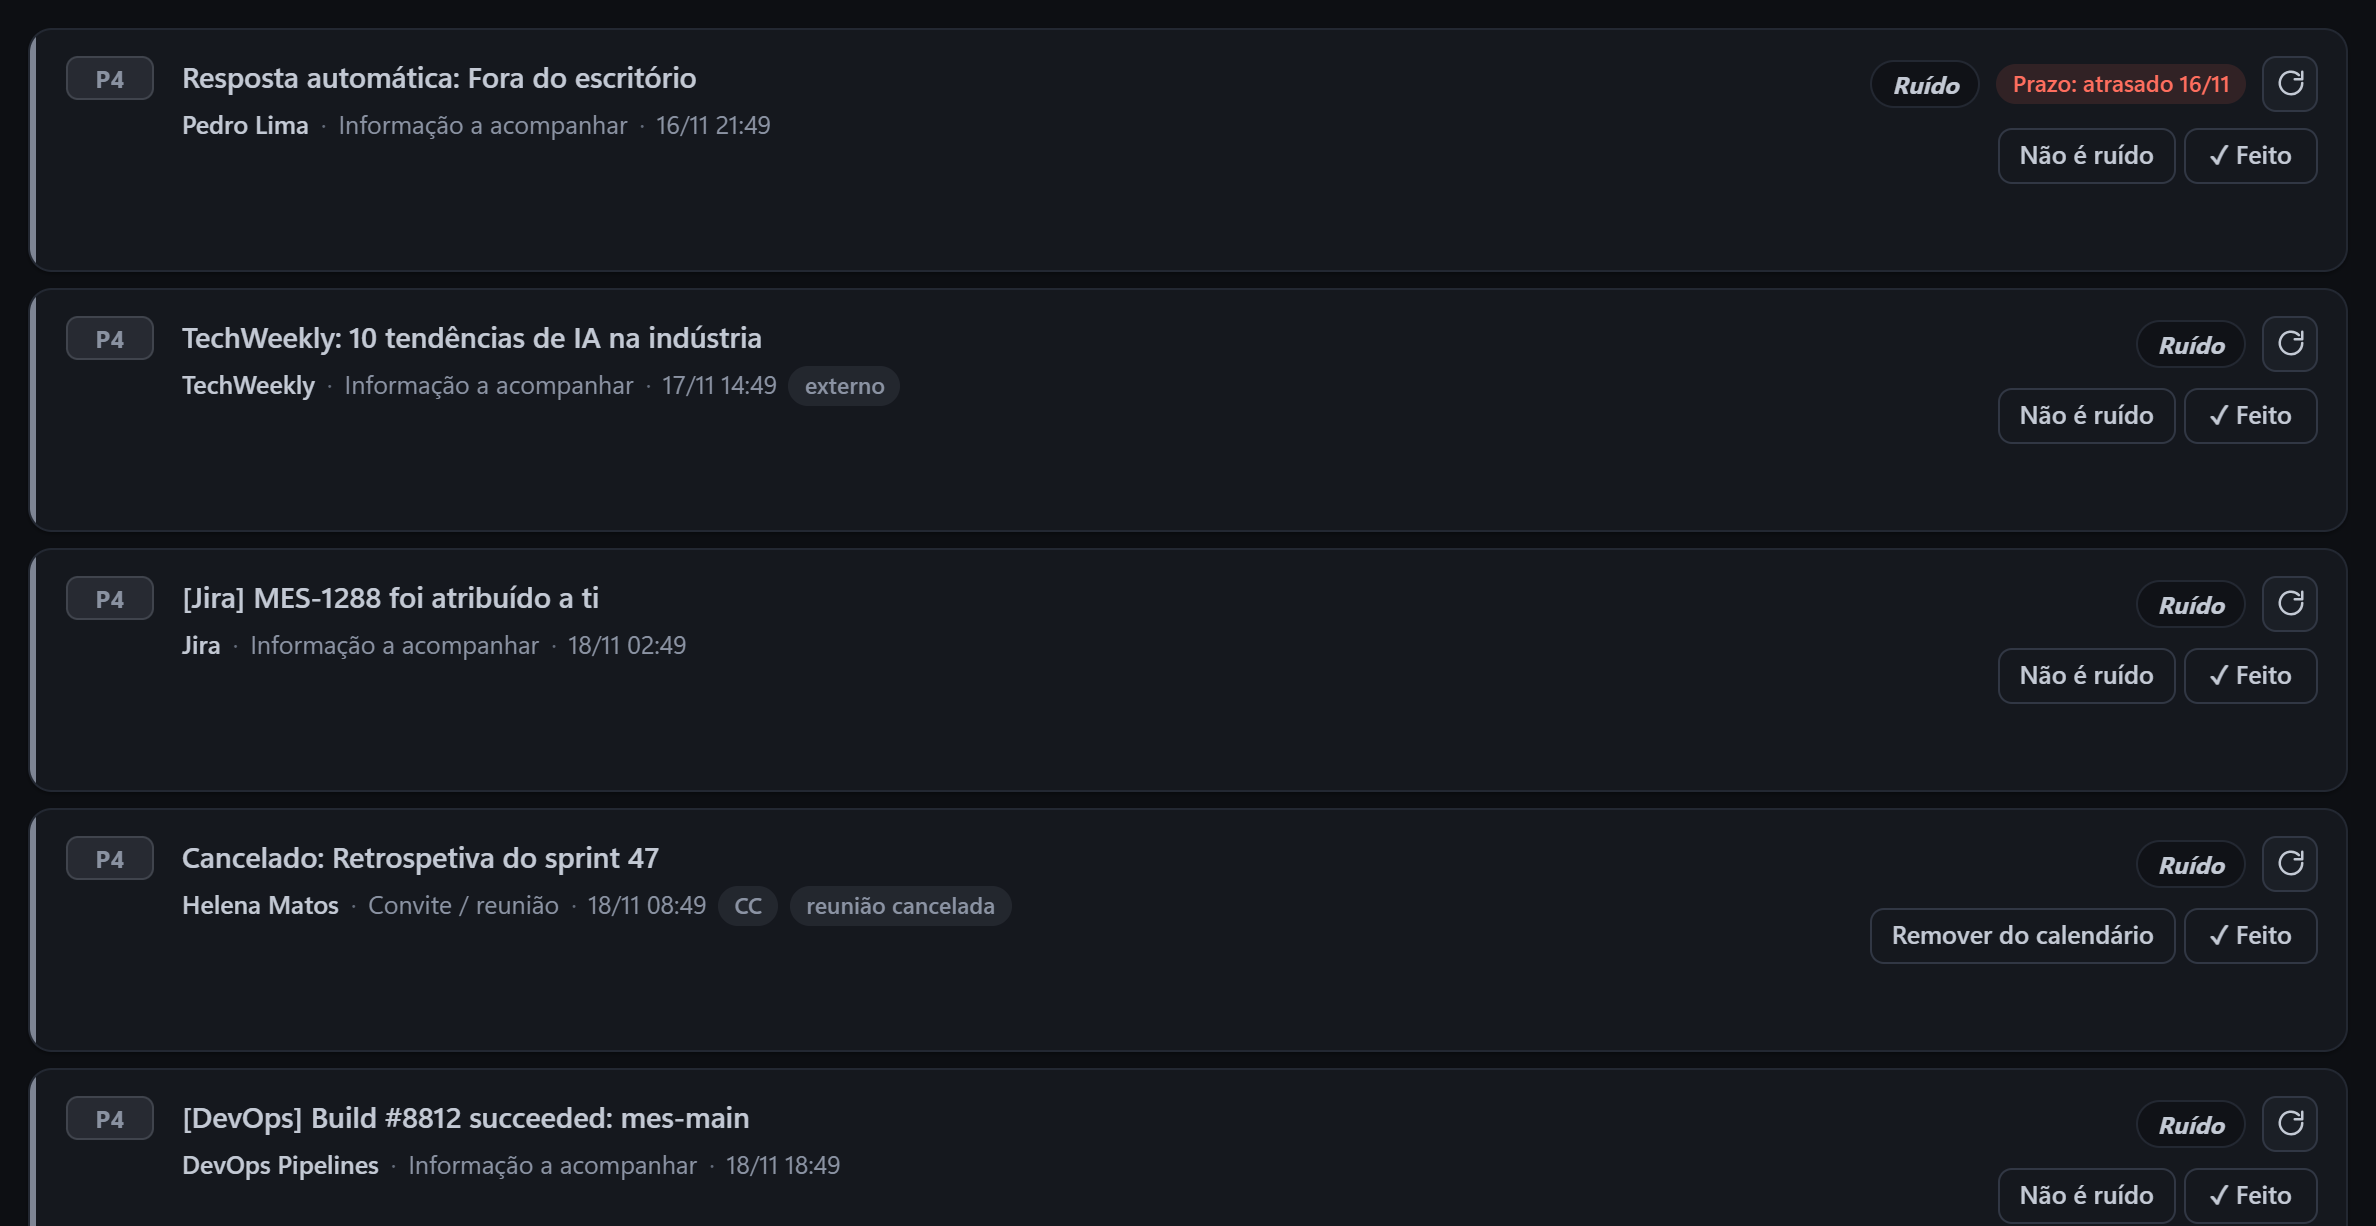 P4 Resposta automática: Fora do escritório Ruído Prazo: atrasado 16/11
Pedro Lima · Informação a acompanhar · 16/11 21:49
Não é ruído ✓ Feito
P4 TechWeekly: 10 tendências de IA na indústria Ruído
TechWeekly · Informação a acompanhar · 17/11 14:49 externo
Não é ruído ✓ Feito
P4 [Jira] MES-1288 foi atribuído a ti Ruído
Jira · Informação a acompanhar · 18/11 02:49
Não é ruído ✓ Feito
P4 Cancelado: Retrospetiva do sprint 47 Ruído
Helena Matos · Convite / reunião · 18/11 08:49 CC reunião cancelada
Remover do calendário ✓ Feito
P4 [DevOps] Build #8812 succeeded: mes-main Ruído
DevOps Pipelines · Informação a acompanhar · 18/11 18:49
Não é ruído ✓ Feito